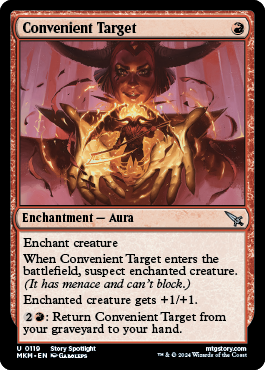 Convenient Target
Enchantment — Aura
Enchant creature
When Convenient Target enters the
battlefield, suspect enchanted creature.
(It has menace and can't block.)
Enchanted creature gets +1/+1.
2: Return Convenient Target from
your graveyard to your hand.
U 0119 Story Spotlight mtgstory.com
MKM • EN Gaboleps ™ & © 2024 Wizards of the Coast